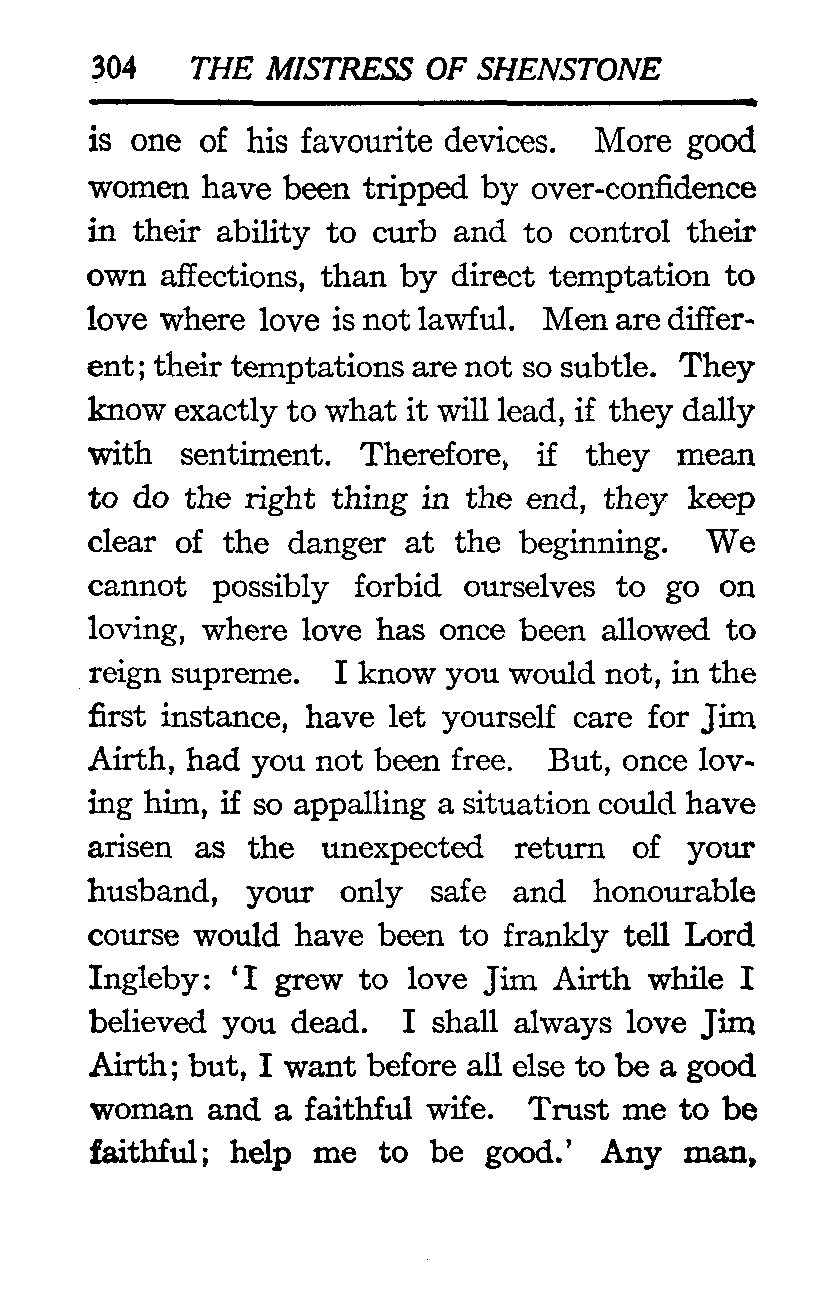 304 THE MISTRESS OF SHENSTONE
is one of his favourite devices. More good
women have been tripped by over-confidence
in their ability to curb and to control their
own affections, than by direct temptation to
love where love is not lawful. Men are differ-
ent; their temptations are not so subtle. They
know exactly to what it will lead, if they dally
with sentiment. Therefore, if they mean
to do the right thing in the end, they keep
clear of the danger at the beginning. We
cannot possibly forbid ourselves to go on
loving, where love has once been allowed to
reign supreme. I know you would not, in the
first instance, have let yourself care for Jim
Airth, had you not been free. But, once lov-
ing him, if so appalling a situation could have
arisen as the unexpected return of your
husband, your only safe and honourable
course would have been to frankly tell Lord
Ingleby: 'I grew to love Jim Airth while I
believed you dead. I shall always love Jim
Airth; but, I want before all else to be a good
woman and a faithful wife. Trust me to be
faithful; help me to be good.' Any man,